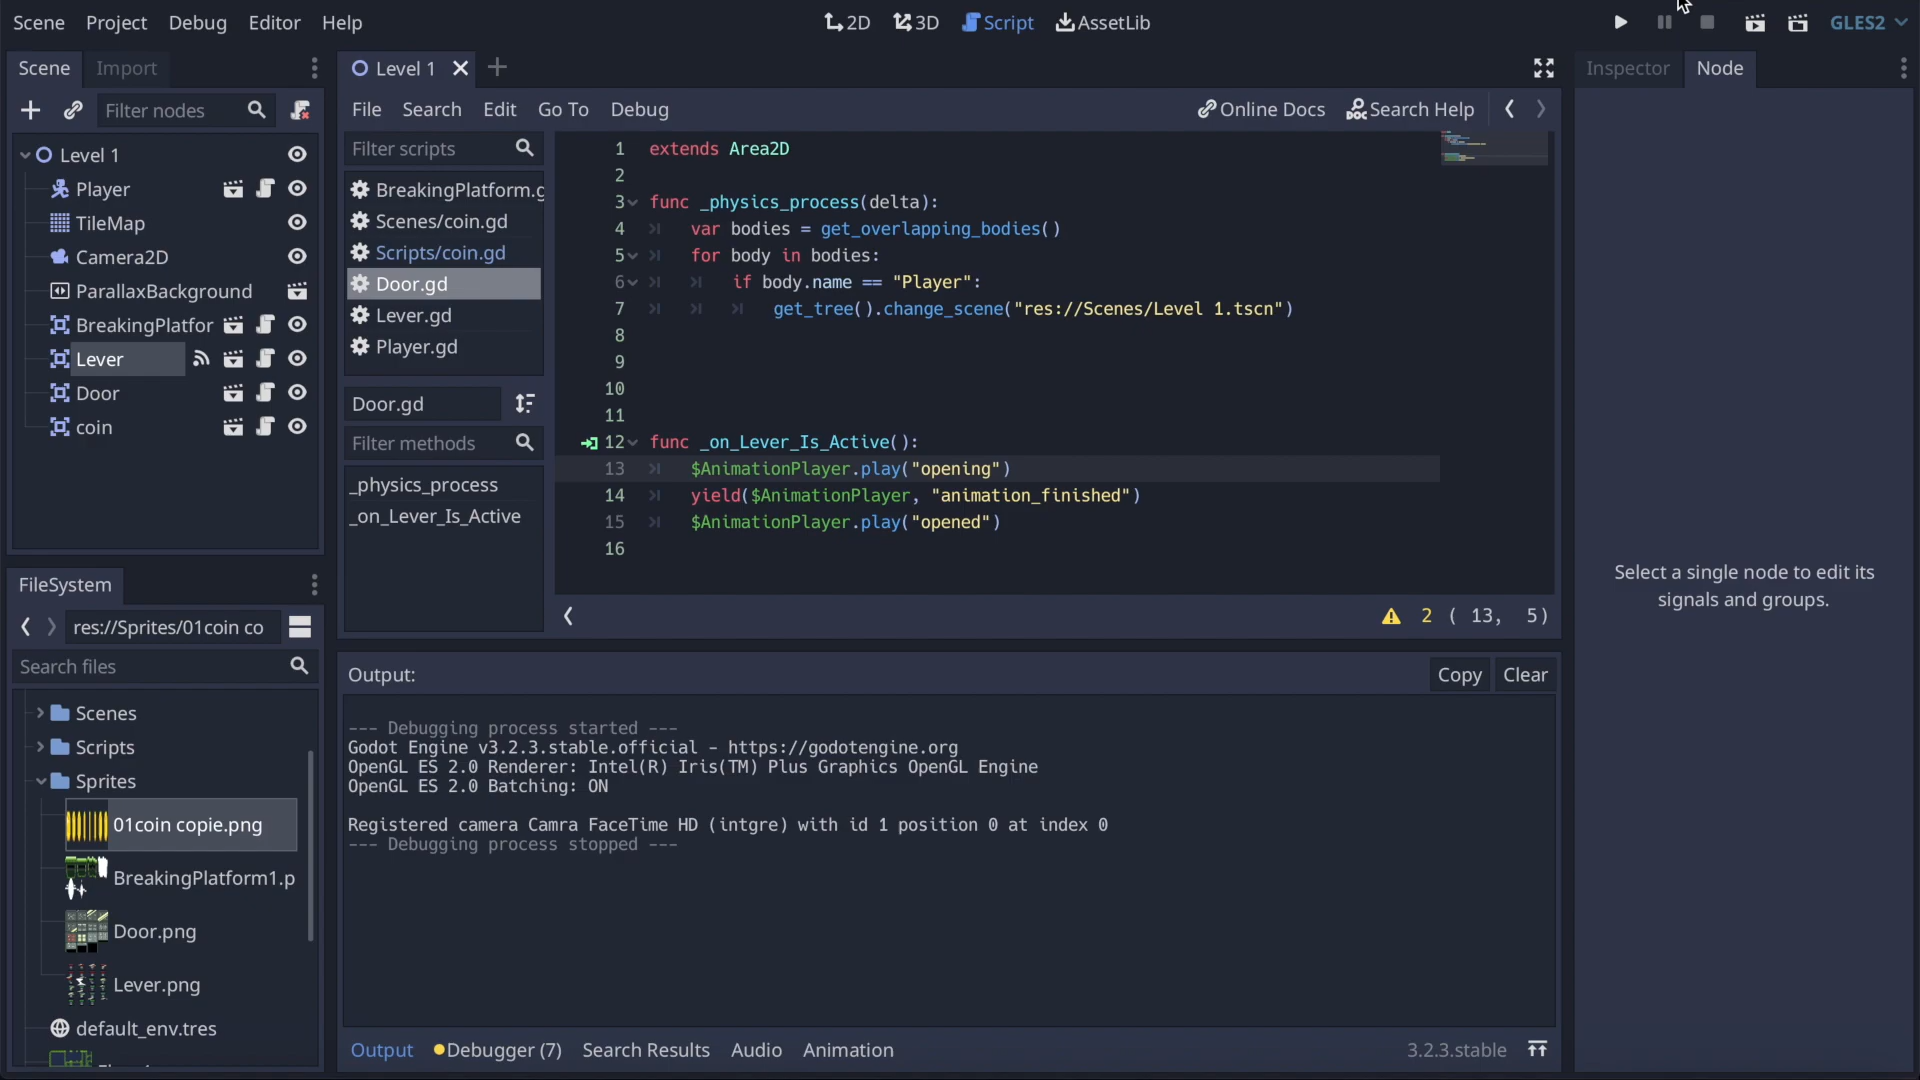 Scene Project Debug Editor Help
2D 3D Script AssetLib
GLES2
Scene Import
Filter nodes
Level 1
Player
TileMap
Camera2D
ParallaxBackground
BreakingPlatfor
Lever
Door
coin
FileSystem
res://Sprites/01coin co
Search files
Scenes
Scripts
Sprites
01coin copie.png
BreakingPlatform1.p
Door.png
Lever.png
default_env.tres
Level 1
File Search Edit Go To Debug
Online Docs Search Help
Filter scripts
BreakingPlatform.g
Scenes/coin.gd
Scripts/coin.gd
Door.gd
Lever.gd
Player.gd
Door.gd
Filter methods
_physics_process
_on_Lever_Is_Active
1 extends Area2D
2
3 func _physics_process(delta):
4 var bodies = get_overlapping_bodies()
5 for body in bodies:
6 if body.name == "Player":
7 get_tree().change_scene("res://Scenes/Level 1.tscn")
8
9
10
11
12 func _on_Lever_Is_Active():
13 $AnimationPlayer.play("opening")
14 yield($AnimationPlayer, "animation_finished")
15 $AnimationPlayer.play("opened")
16
2 ( 13, 5)
Output:
Copy Clear
--- Debugging process started ---
Godot Engine v3.2.3.stable.official - https://godotengine.org
OpenGL ES 2.0 Renderer: Intel(R) Iris(TM) Plus Graphics OpenGL Engine
OpenGL ES 2.0 Batching: ON
Registered camera Camra FaceTime HD (intgre) with id 1 position 0 at index 0
--- Debugging process stopped ---
Output Debugger (7) Search Results Audio Animation
3.2.3.stable
Inspector Node
Select a single node to edit its
signals and groups.